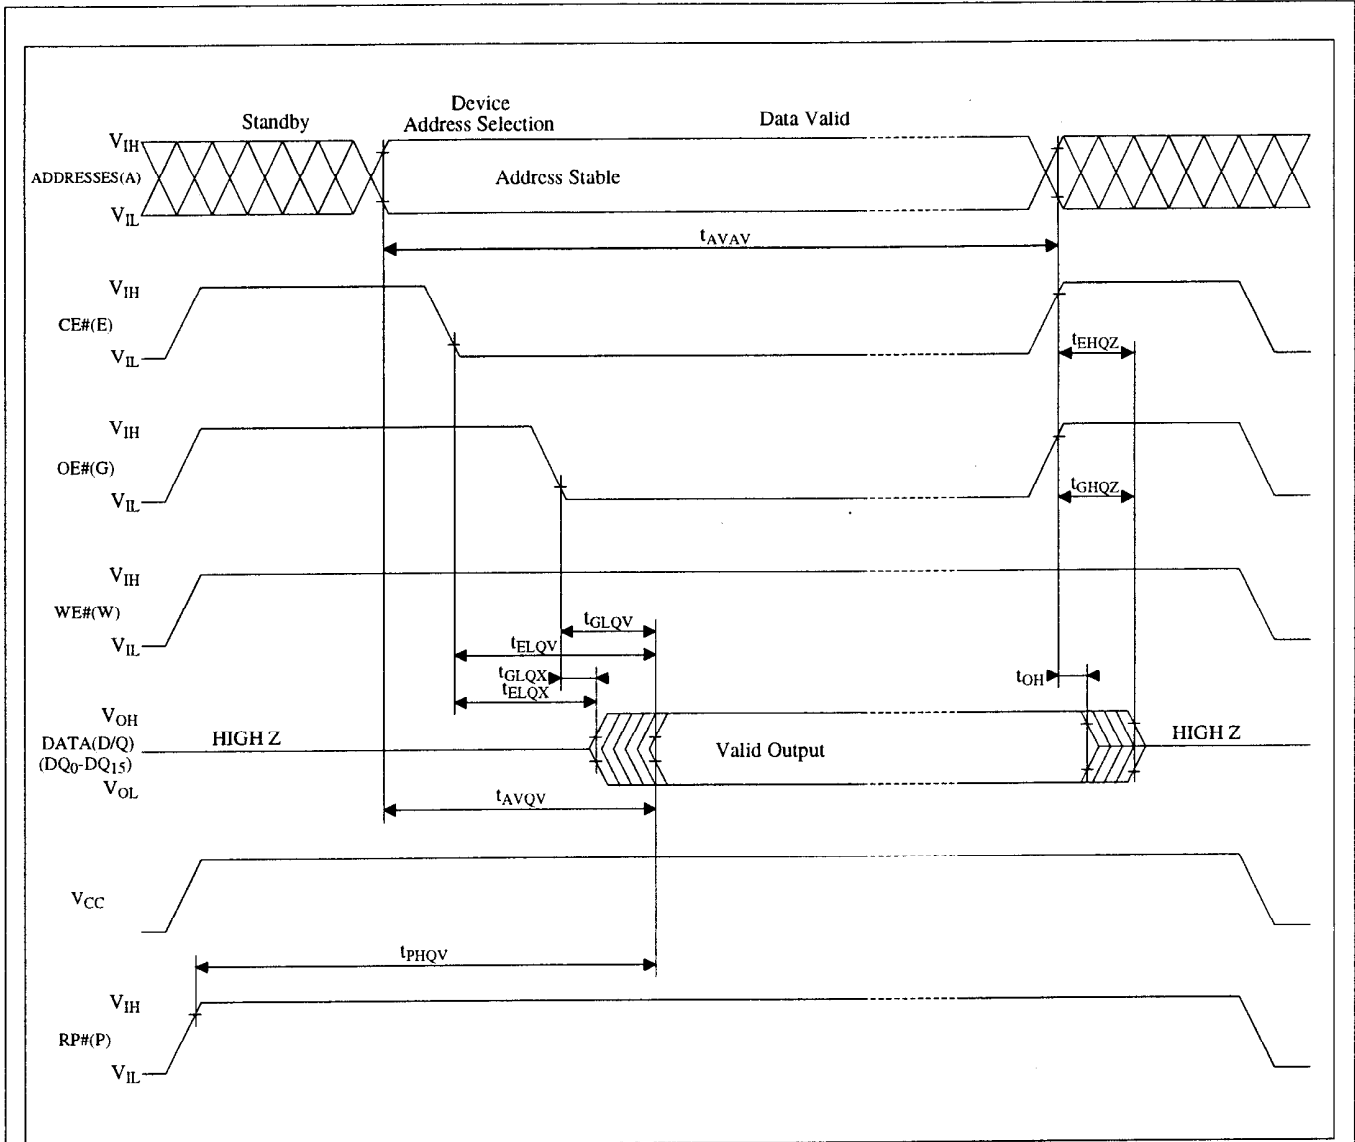 Device
Standby Address Selection Data Valid
VIH
ADDRESSES(A) Address Stable
VIL
tAVAV
VIH
CE#(E)
tEHQZ
VIL
VIH
OE#(G)
tGHQZ
VIL
VIH
WE#(W)
tGLQV
VIL
tELQV
tGLQX
tOH
tELQX
VOH
HIGH Z HIGH Z
DATA(D/Q) Valid Output
(DQ0-DQ15)
VOL
tAVQV
VCC
tPHQV
VIH
RP#(P)
VIL